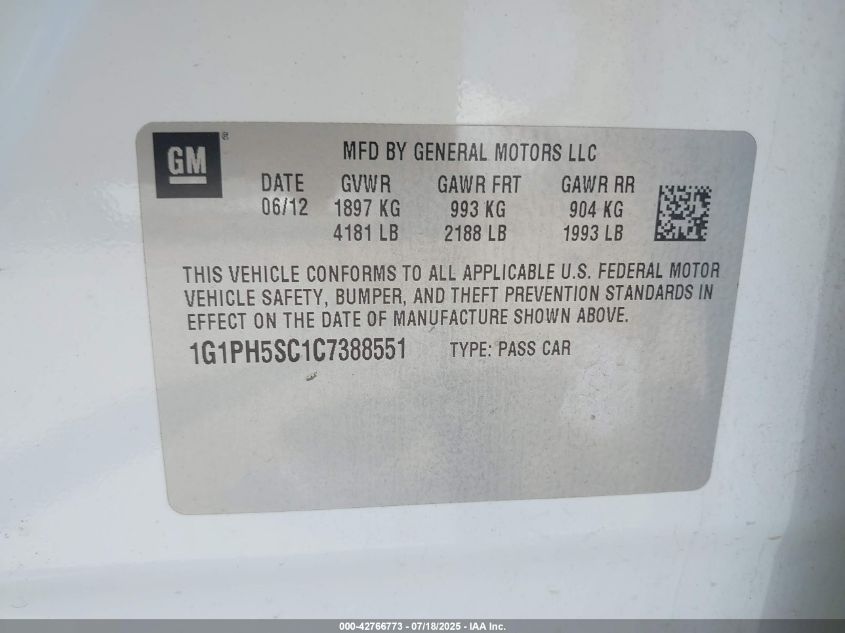 GM ®
MFD BY GENERAL MOTORS LLC
DATE GVWR GAWR FRT GAWR RR
06/12 1897 KG 993 KG 904 KG
4181 LB 2188 LB 1993 LB
THIS VEHICLE CONFORMS TO ALL APPLICABLE U.S. FEDERAL MOTOR
VEHICLE SAFETY, BUMPER, AND THEFT PREVENTION STANDARDS IN
EFFECT ON THE DATE OF MANUFACTURE SHOWN ABOVE.
1G1PH5SC1C7388551 TYPE: PASS CAR
000-42766773 - 07/18/2025 - IAA Inc.